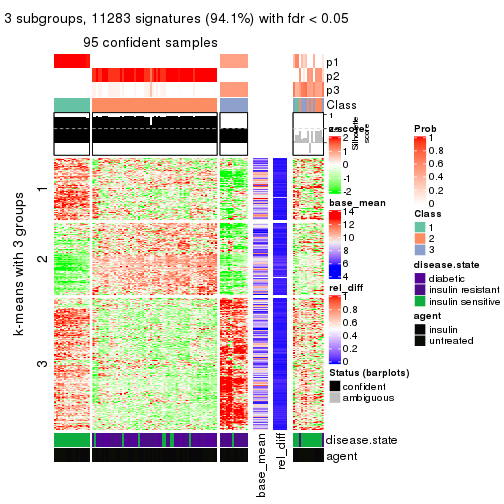 3 subgroups, 11283 signatures (94.1%) with fdr < 0.05
95 confident samples
p1
p2
p3
Class
1
0.5
0
Silhouette
score
z-score
2
1
0
-1
-2
base_mean
14
12
10
8
6
4
rel_diff
1
0.8
0.6
0.4
0.2
0
Status (barplots)
confident
ambiguous
Prob
1
0.8
0.6
0.4
0.2
0
Class
1
2
3
disease.state
diabetic
insulin resistant
insulin sensitive
agent
insulin
untreated
k-means with 3 groups
1
2
3
disease.state
agent
base_mean
rel_diff